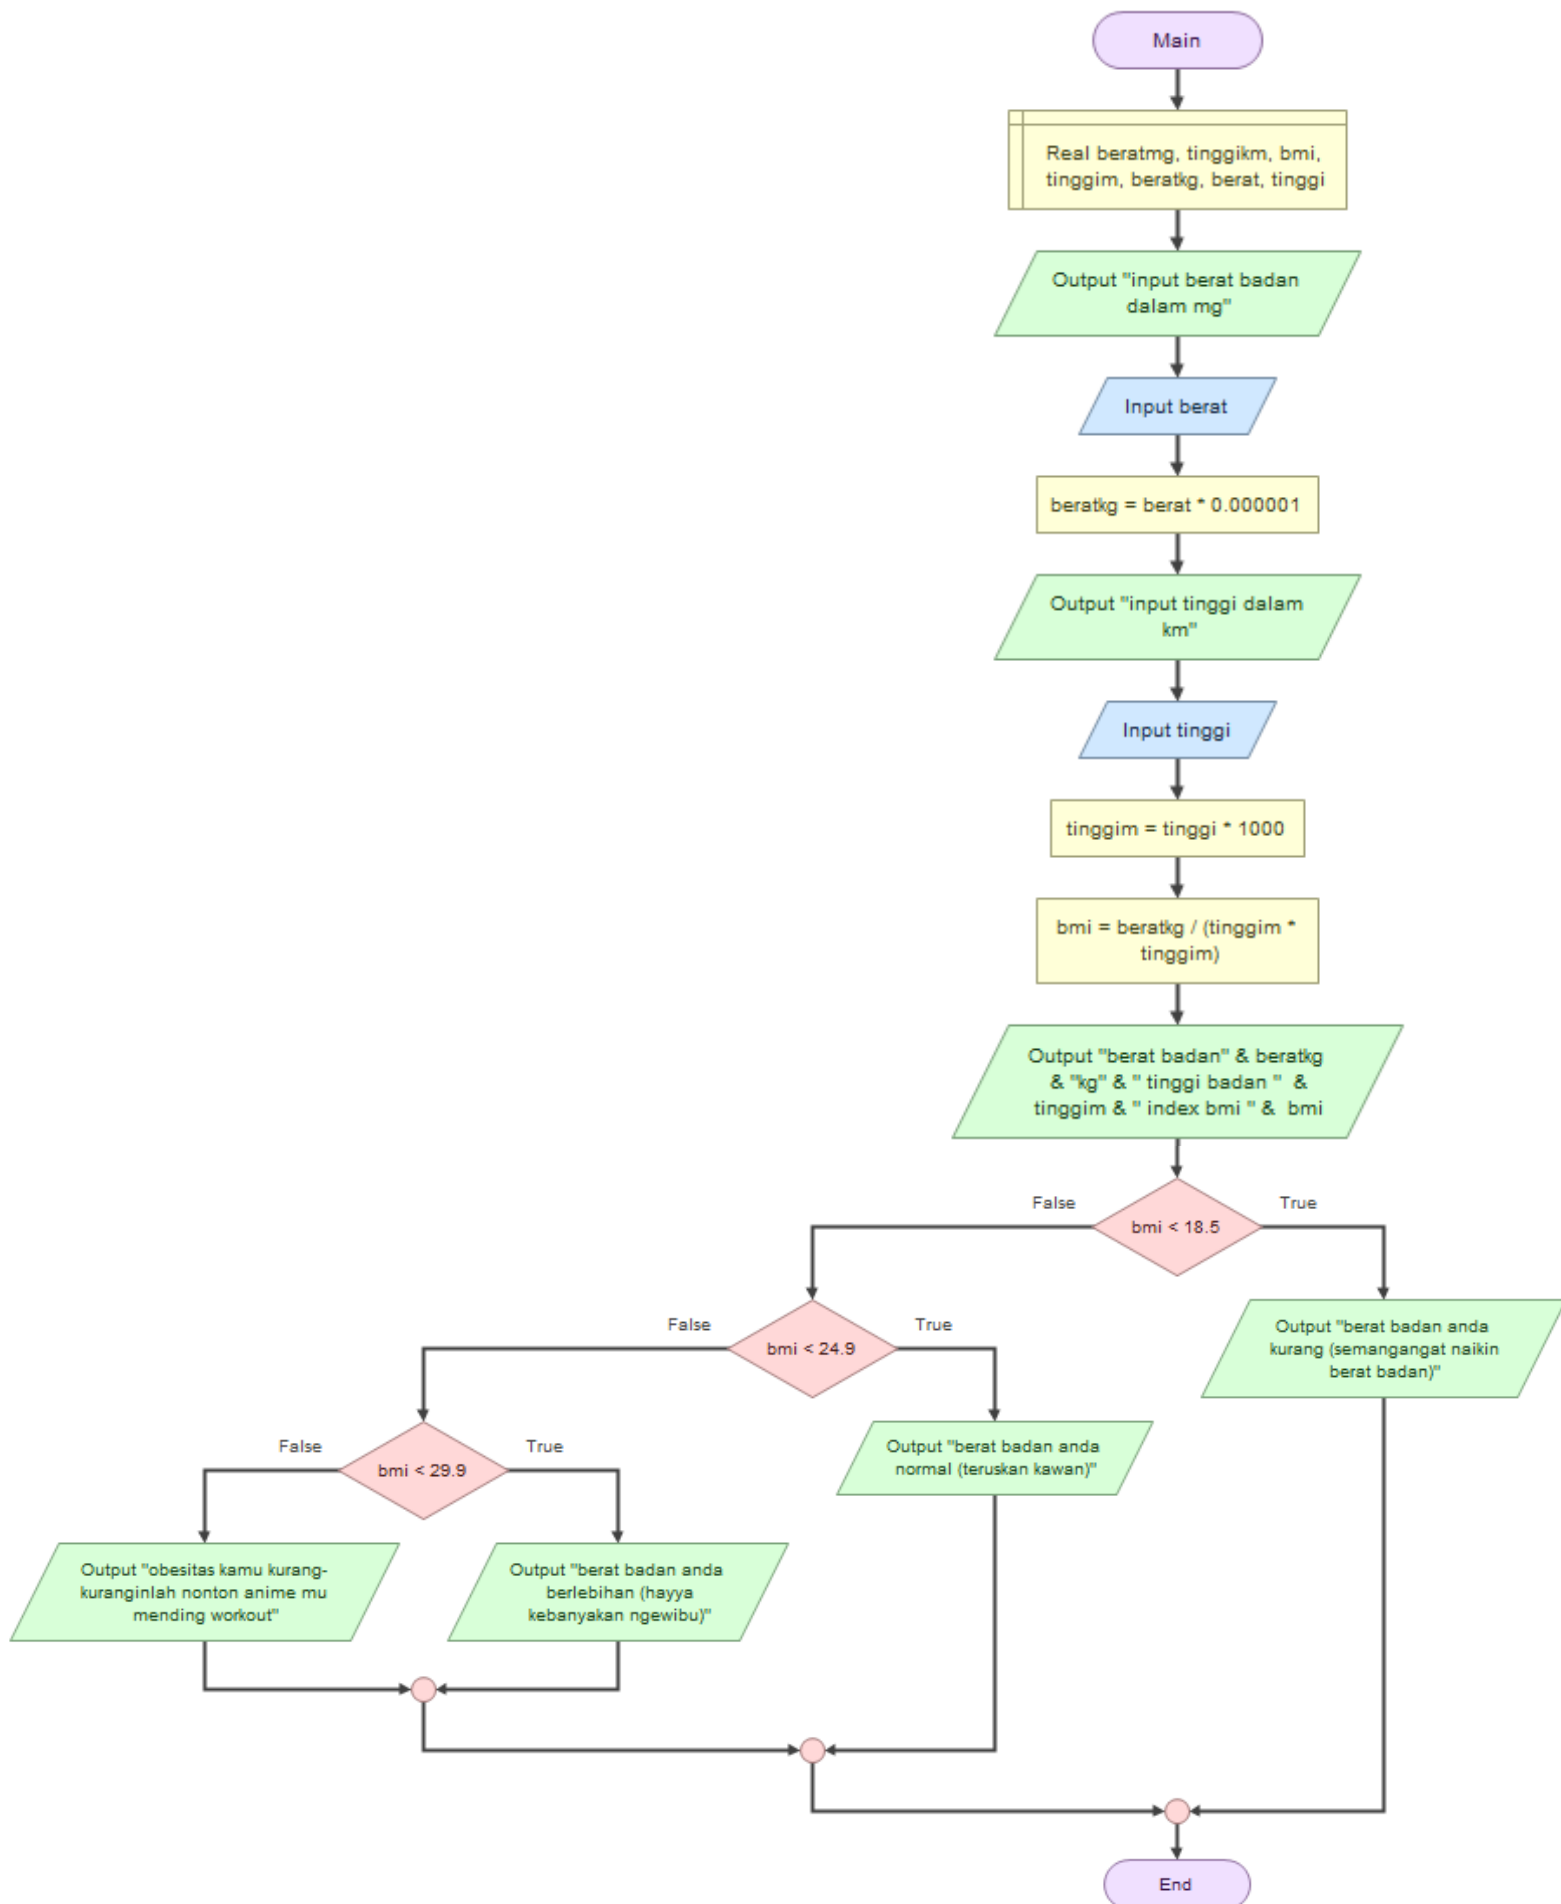 Main
Real beratmg, tinggikm, bmi,
tinggim, beratkg, berat, tinggi
Output "input berat badan
dalam mg"
Input berat
beratkg = berat * 0.000001
Output "input tinggi dalam
km"
Input tinggi
tinggim = tinggi * 1000
bmi = beratkg / (tinggim *
tinggim)
Output "berat badan" & beratkg
& "kg" & " tinggi badan "  &
tinggim & " index bmi " &  bmi
False
bmi < 18.5
True
False
bmi < 24.9
True
Output "berat badan anda
kurang (semangangat naikin
berat badan)"
False
bmi < 29.9
True
Output "berat badan anda
normal (teruskan kawan)"
Output "obesitas kamu kurang-
kuranginlah nonton anime mu
mending workout"
Output "berat badan anda
berlebihan (hayya
kebanyakan ngewibu)"
End